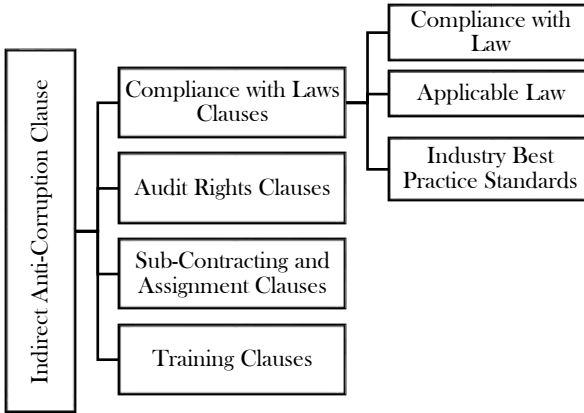 Indirect Anti-Corruption Clause
Compliance with Laws
Clauses
Audit Rights Clauses
Sub-Contracting and
Assignment Clauses
Training Clauses
Compliance with
Law
Applicable Law
Industry Best
Practice Standards